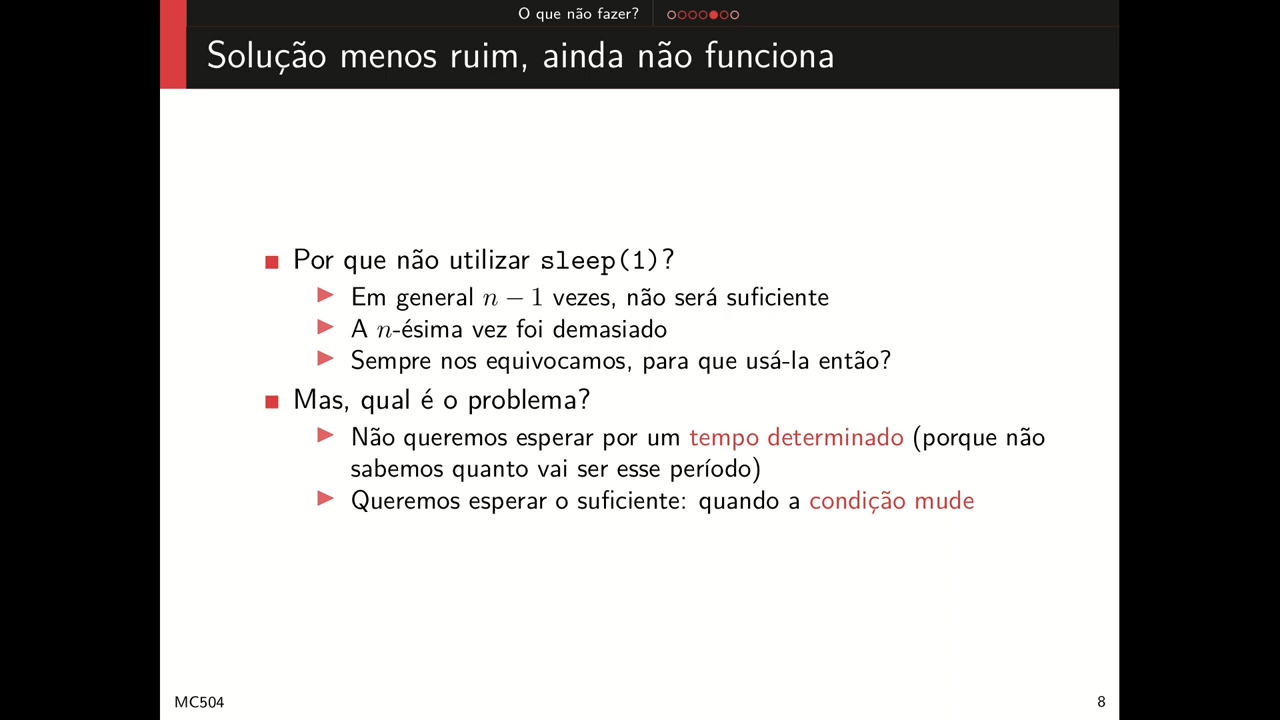 O que não fazer?
Solução menos ruim, ainda não funciona
Por que não utilizar sleep(1)?
Em general n − 1 vezes, não será suficiente
A n-ésima vez foi demasiado
Sempre nos equivocamos, para que usá-la então?
Mas, qual é o problema?
Não queremos esperar por um tempo determinado (porque não
sabemos quanto vai ser esse período)
Queremos esperar o suficiente: quando a condição mude
MC504
8